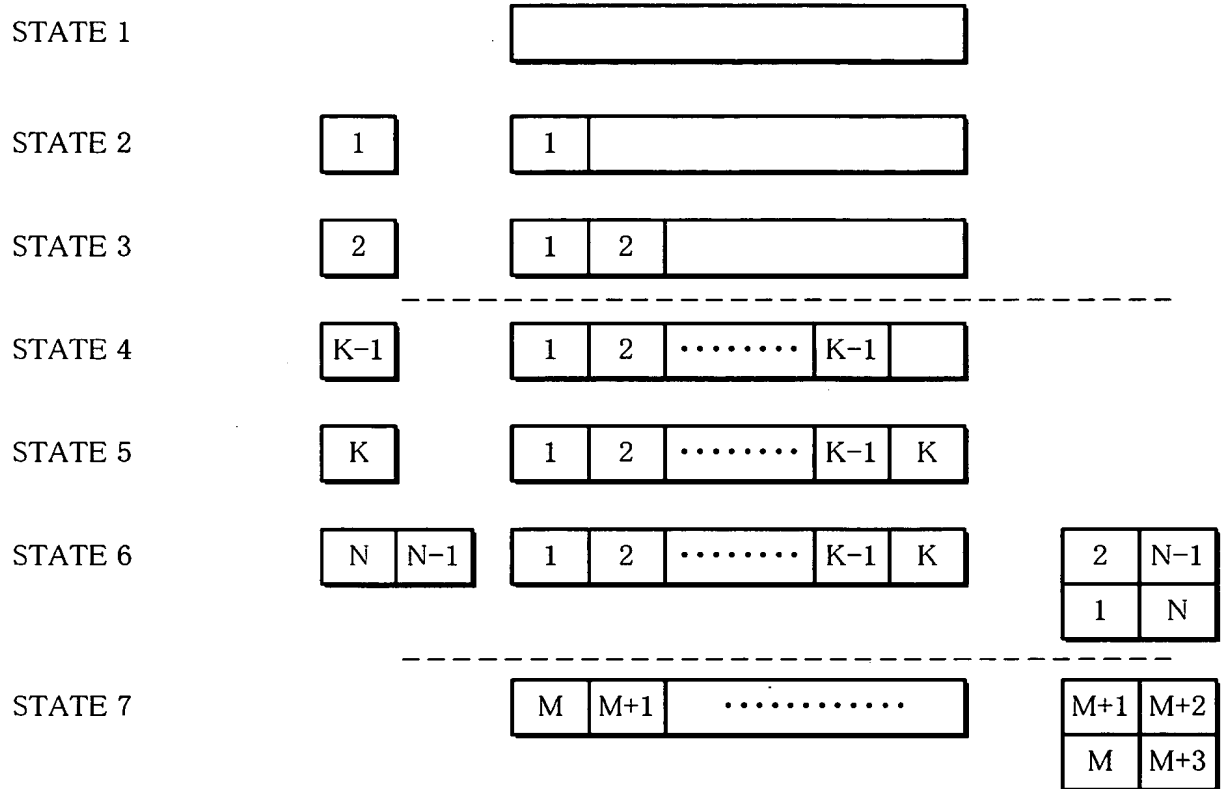 STATE 1
STATE 2 1 1
STATE 3 2 1 2
STATE 4 K-1 1 2 ········ K-1
STATE 5 K 1 2 ········ K-1 K
STATE 6 N N-1 1 2 ········ K-1 K 2 N-1
1 N
STATE 7 M M+1 ············ M+1 M+2
M M+3